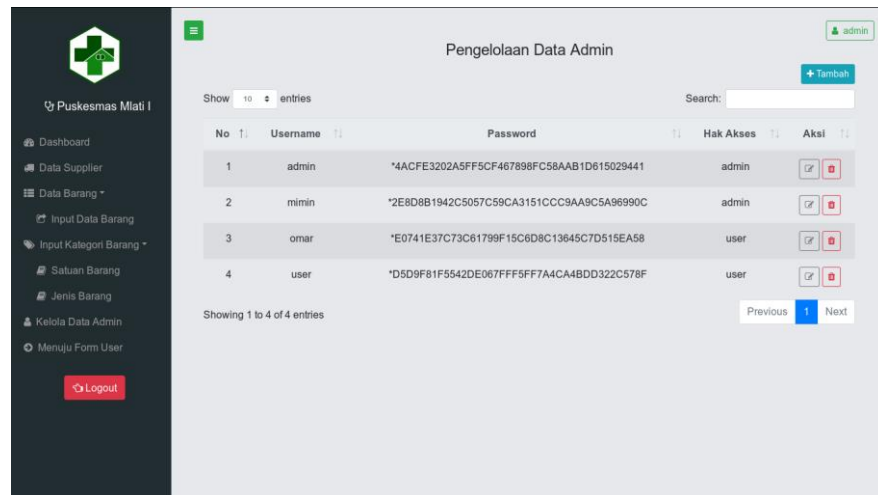 admin
Pengelolaan Data Admin
+ Tambah
Puskesmas Mlati I
Show 10 entries
Search:
Dashboard
Data Supplier
Data Barang
Input Data Barang
Input Kategori Barang
Satuan Barang
Jenis Barang
Kelola Data Admin
Menuju Form User
Logout
No Username Password Hak Akses Aksi
1 admin *4ACFE3202A5FF5CF467898FC58AAB1D615029441 admin
2 mimin *2E8D8B1942C5057C59CA3151CCC9AA9C5A96990C admin
3 omar *E0741E37C73C61799F15C6D8C13645C7D515EA58 user
4 user *D5D9F81F5542DE067FFF5FF7A4CA4BDD322C578F user
Showing 1 to 4 of 4 entries
Previous 1 Next